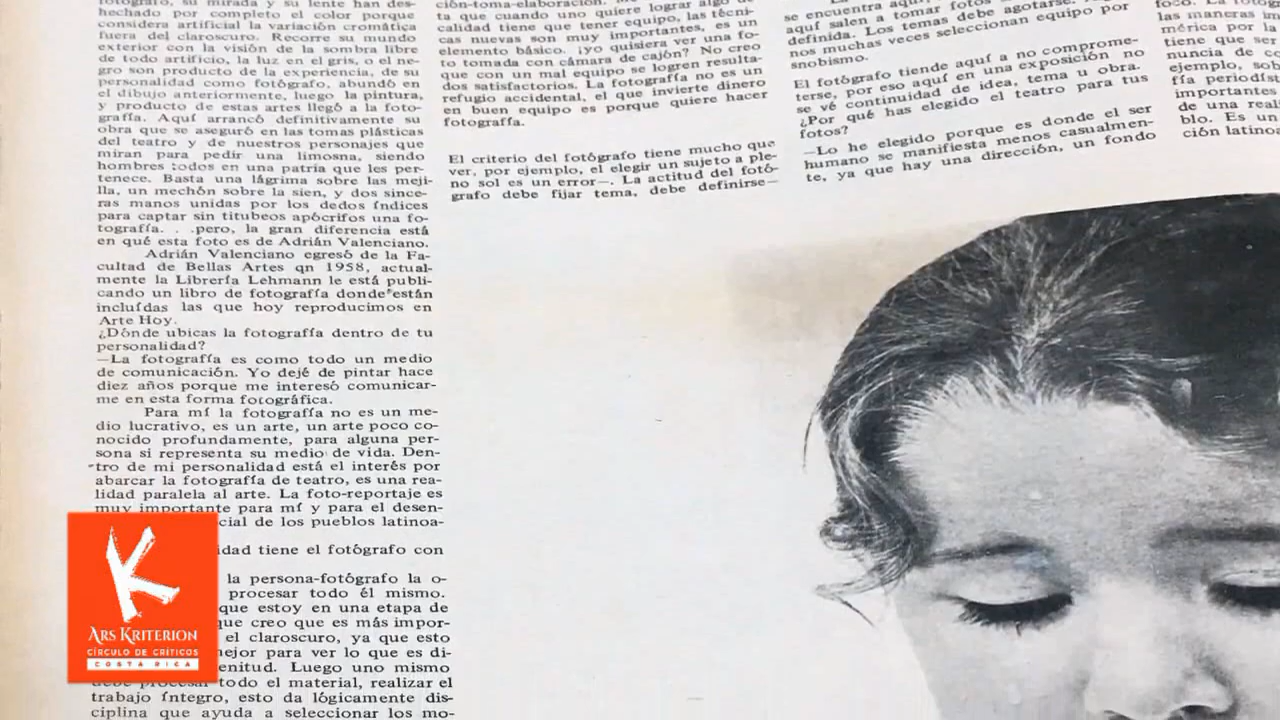 fotógrafo, su mirada y su lente han des-
hechado por completo el color porque
considera artificial la variación cromática
fuera del claroscuro. Recorre su mundo
exterior con la visión de la sombra libre
de todo artificio, la luz en el gris, o el ne-
gro son producto de la experiencia, de su
personalidad como fotógrafo, abundó en
el dibujo anteriormente, luego la pintura,
y producto de estas artes llegó a la foto-
grafía. Aquí arrancó definitivamente su
obra que se aseguró en las tomas plásticas
del teatro y de nuestros personajes que
miran para pedir una limosna, siendo
hombres todos en una patria que les per-
tenece. Basta una lágrima sobre las meji-
lla, un mechón sobre la sien, y dos since-
ras manos unidas por los dedos índices
para captar sin titubeos apócrifos una fo-
tografía. . .pero, la gran diferencia está
en qué esta foto es de Adrián Valenciano.
Adrián Valenciano egresó de la Fa-
cultad de Bellas Artes qn 1958, actual-
mente la Librería Lehmann le está publi-
cando un libro de fotografía donde están
incluídas las que hoy reproducimos en
Arte Hoy.
¿Dónde ubicas la fotografía dentro de tu
personalidad?
—La fotografía es como todo un medio
de comunicación. Yo dejé de pintar hace
diez años porque me interesó comunicar-
me en esta forma fotográfica.
Para mí la fotografía no es un me-
dio lucrativo, es un arte, un arte poco co-
nocido profundamente, para alguna per-
sona si representa su medio de vida. Den-
tro de mi personalidad está el interés por
abarcar la fotografía de teatro, es una rea-
lidad paralela al arte. La foto-reportaje es
muy importante para mí y para el desen-
cial de los pueblos latinoa-
idad tiene el fotógrafo con
la persona-fotógrafo la o-
procesar todo él mismo.
que estoy en una etapa de
que creo que es más impor-
el claroscuro, ya que esto
mejor para ver lo que es di-
enitud. Luego uno mismo
debe procesar todo el material, realizar el
trabajo íntegro, esto da lógicamente dis-
ciplina que ayuda a seleccionar los mo-
ción-toma-elaboración.
ta que cuando uno quiere lograr algo de
calidad tiene que tener equipo, las técni-
cas nuevas son muy importantes, es un
elemento básico. ¡yo quisiera ver una fo-
to tomada con cámara de cajón? No creo
que con un mal equipo se logren resulta-
dos satisfactorios. La fotografía no es un
refugio accidental, el que invierte dinero
en buen equipo es porque quiere hacer
fotografía.
El criterio del fotógrafo tiene mucho que
ver, por ejemplo, el elegir un sujeto a ple-
no sol es un error—. La actitud del fotó-
grafo debe fijar tema, debe definirse—
se encuentra aquí?
aquí salen a tomar fotos
definida. Los temas debe agotarse.
nos muchas veces seleccionan equipo por
snobismo.
El fotógrafo tiende aquí a no comprome-
terse, por eso aquí en una exposición no
se vé continuidad de idea, tema u obra.
¿Por qué has elegido el teatro para tus
fotos?
—Lo he elegido porque es donde el ser
humano se manifiesta menos casualmen-
te, ya que hay una dirección, un fondo
foco. La fotog
las maneras im
mérica por la
tiene que ser
nuncia de c
ejemplo, sob
fía periodíst
importantes
de una real
blo. Es un
ción latino
K
ARS KRITERION
CÍRCULO DE CRÍTICOS
COSTA RICA